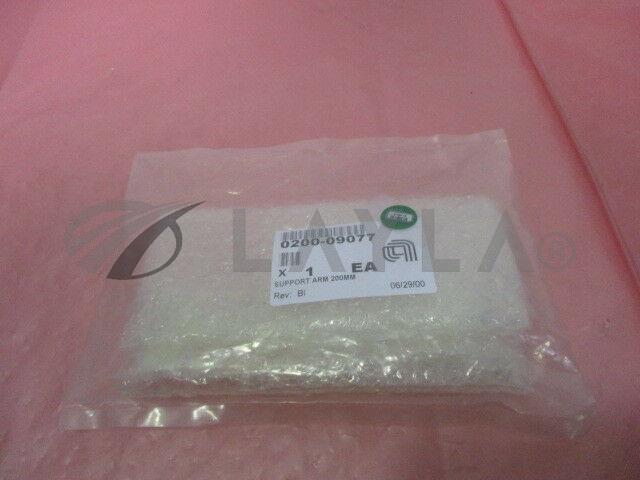 0200-09077
X 1 EA
SUPPORT ARM 200MM
Rev: BI 06/29/00
LAYLA